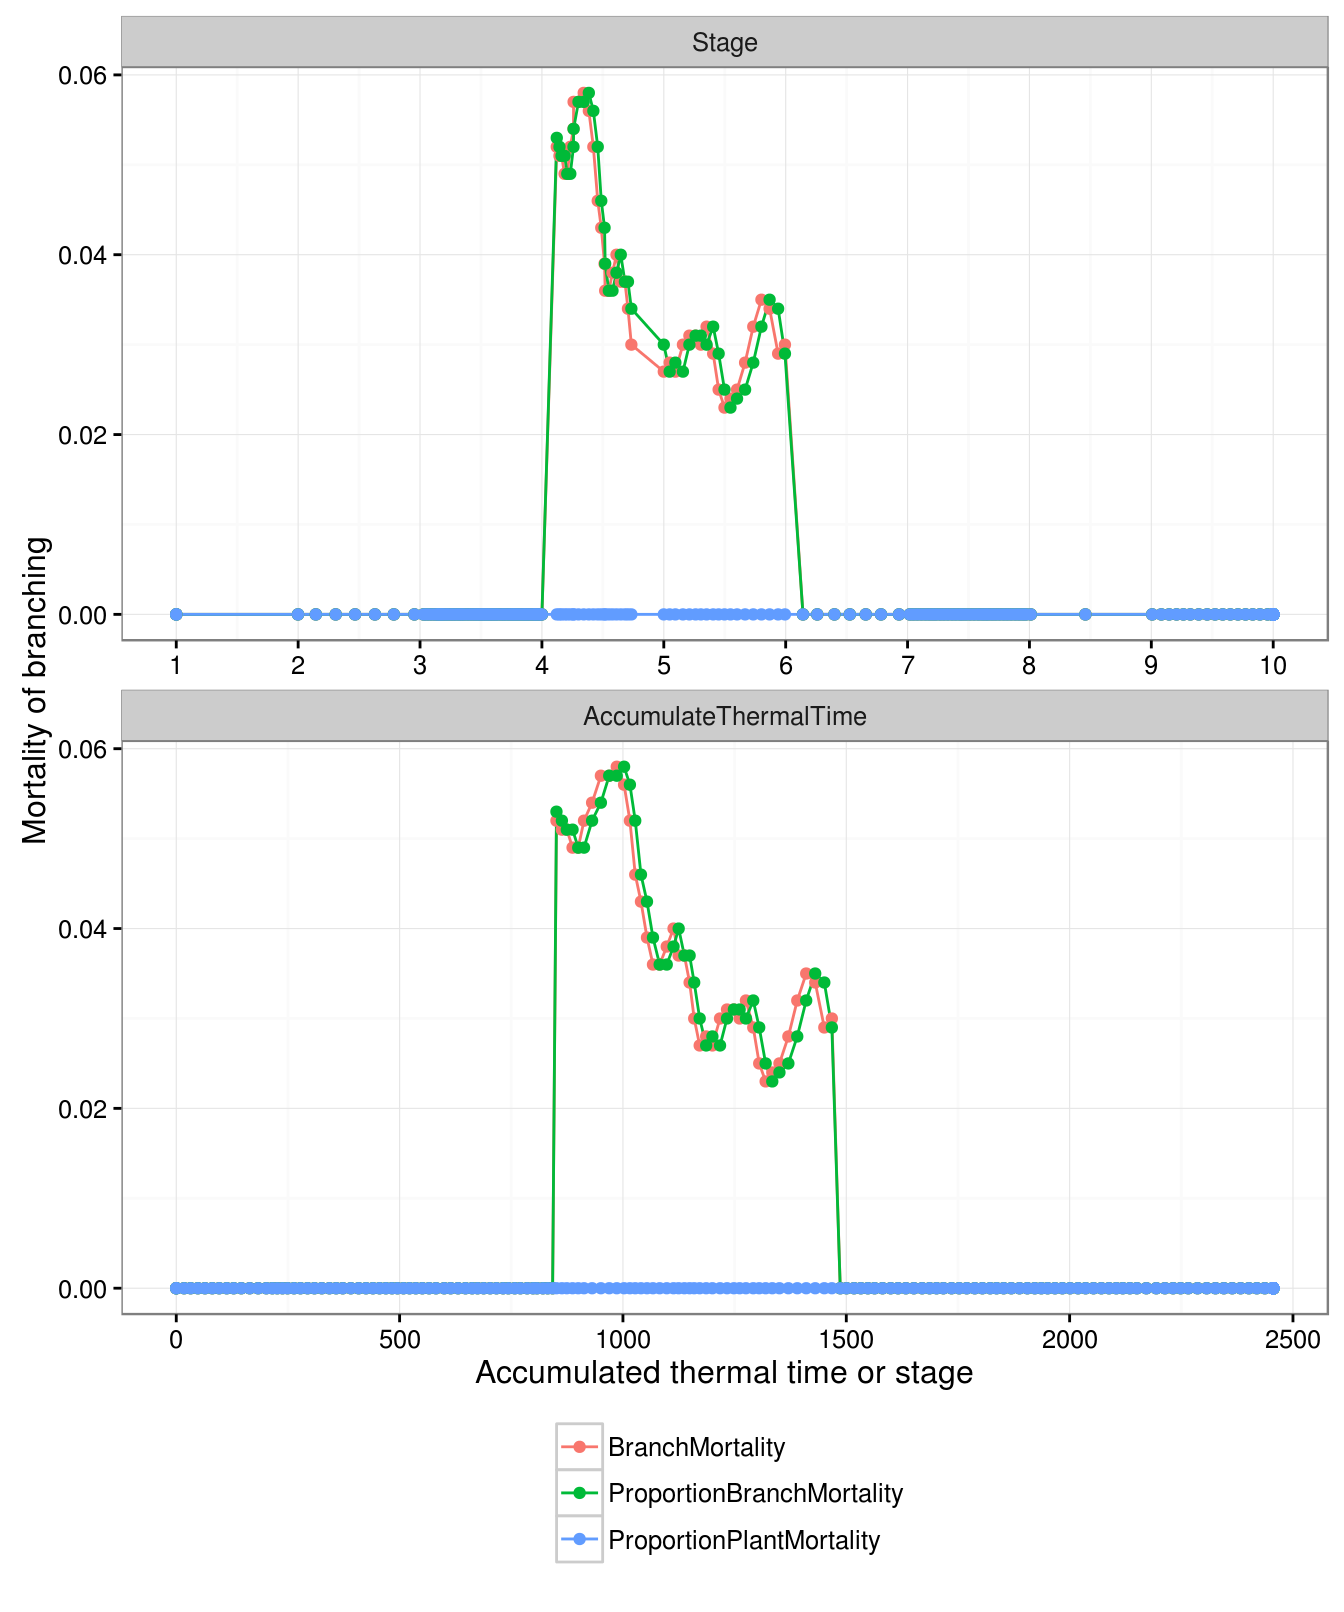 Stage
0.06
0.04
0.02
0.00
1 2 3 4 5 6 7 8 9 10
Mortality of branching
AccumulateThermalTime
0.06
0.04
0.02
0.00
0 500 1000 1500 2000 2500
Accumulated thermal time or stage
BranchMortality
ProportionBranchMortality
ProportionPlantMortality